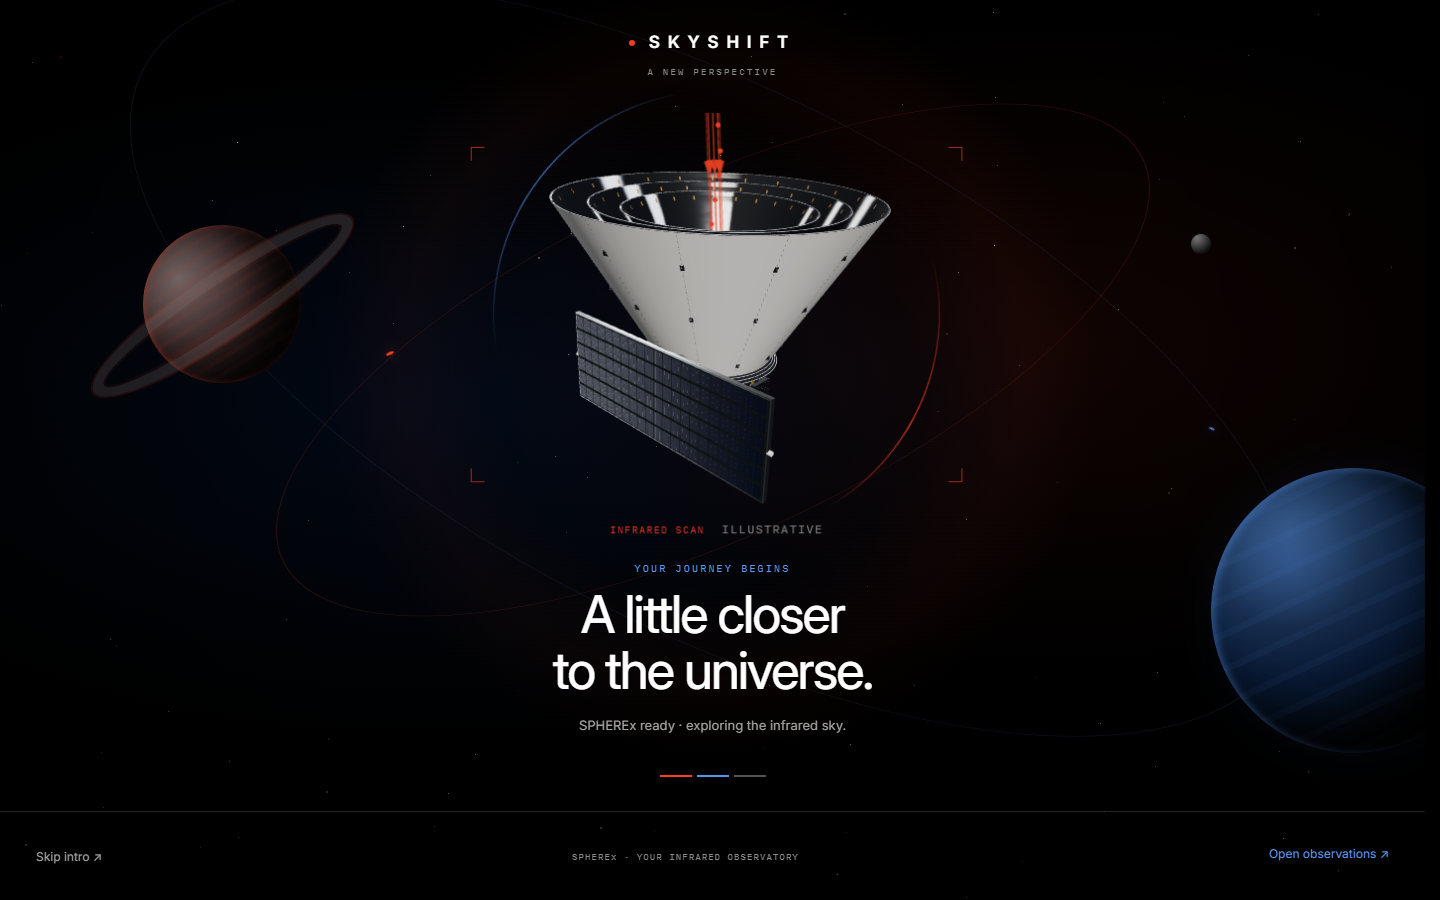 SKYSHIFT
A NEW PERSPECTIVE
INFRARED SCAN ILLUSTRATIVE
YOUR JOURNEY BEGINS
A little closer
to the universe.
SPHEREx ready · exploring the infrared sky.
Skip intro ↗
SPHEREx · YOUR INFRARED OBSERVATORY
Open observations ↗